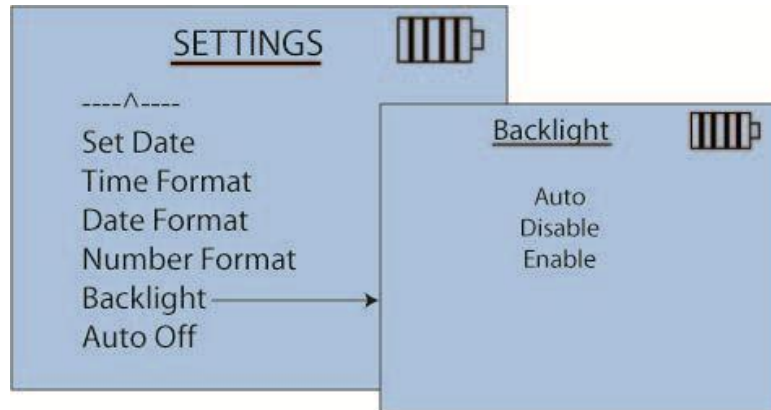 SETTINGS
----^----
Set Date
Time Format
Date Format
Number Format
Backlight
Auto Off
Backlight
Auto
Disable
Enable